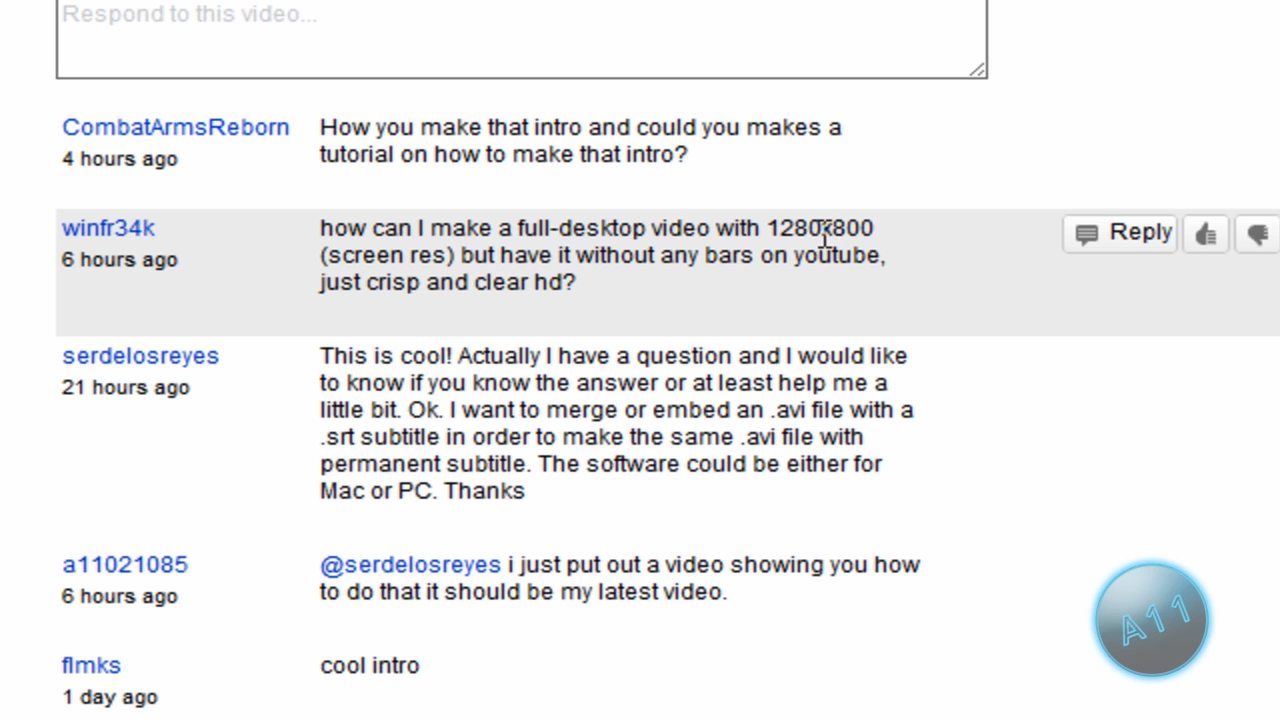 Respond to this video...
CombatArmsReborn
How you make that intro and could you makes a
4 hours ago
tutorial on how to make that intro?
winfr34k
how can I make a full-desktop video with 1280x800
Reply
6 hours ago
(screen res) but have it without any bars on youtube,
just crisp and clear hd?
serdelosreyes
This is cool! Actually I have a question and I would like
21 hours ago
to know if you know the answer or at least help me a
little bit. Ok. I want to merge or embed an .avi file with a
.srt subtitle in order to make the same .avi file with
permanent subtitle. The software could be either for
Mac or PC. Thanks
a11021085
@serdelosreyes i just put out a video showing you how
6 hours ago
to do that it should be my latest video.
A11
flmks
cool intro
1 day ago